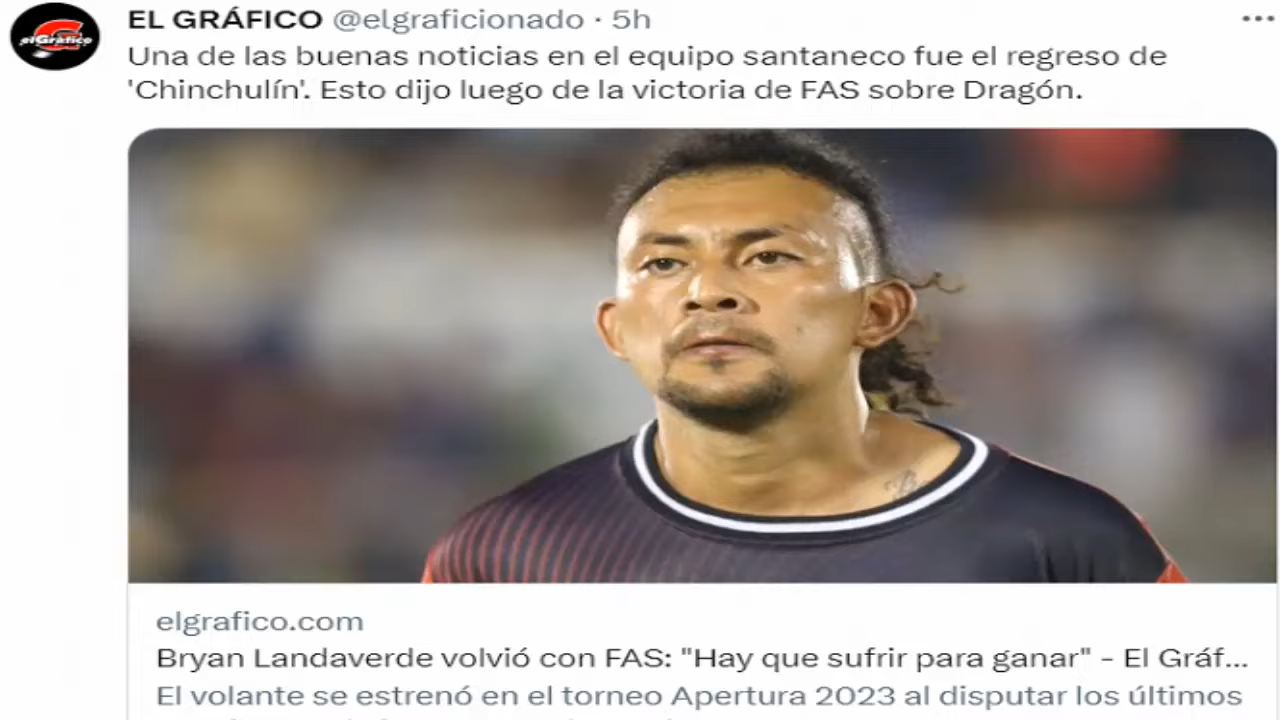 EL GRÁFICO @elgraficionado · 5h
Una de las buenas noticias en el equipo santaneco fue el regreso de
'Chinchulín'. Esto dijo luego de la victoria de FAS sobre Dragón.
elGráfico
elgrafico.com
Bryan Landaverde volvió con FAS: "Hay que sufrir para ganar" - El Gráf...
El volante se estrenó en el torneo Apertura 2023 al disputar los últimos